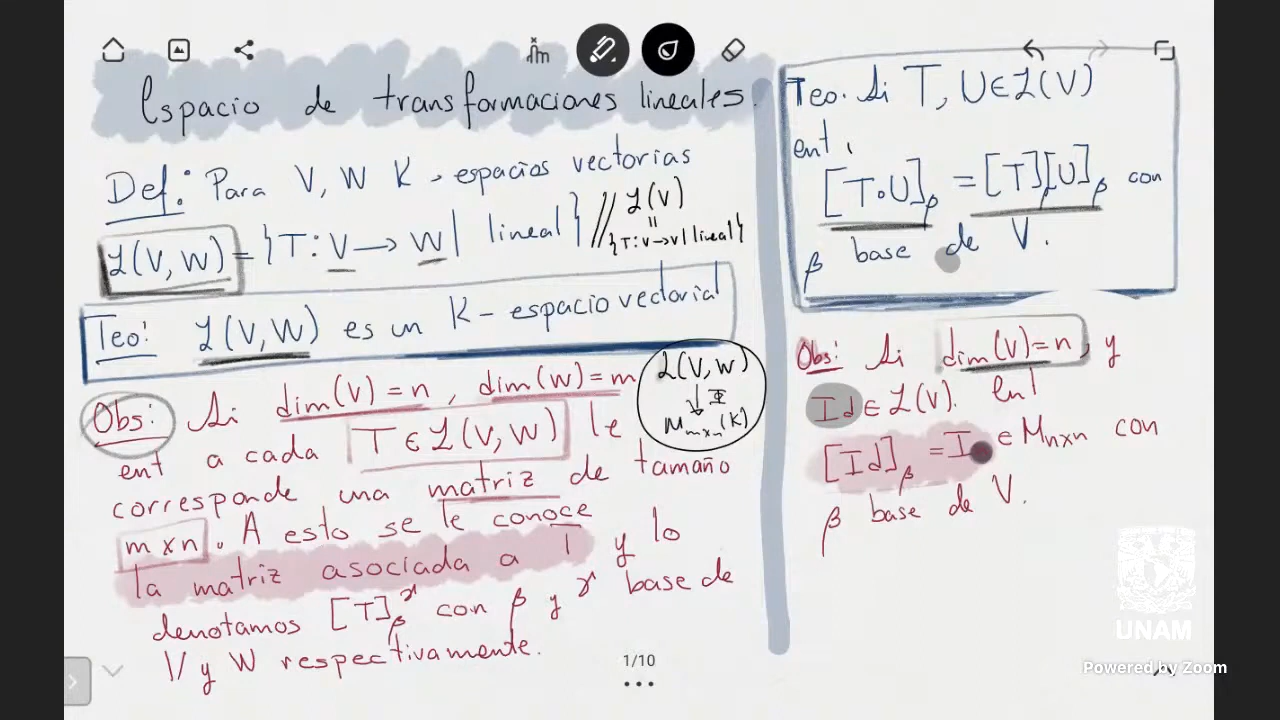 Espacio de transformaciones lineales.
Def.: Para V, W K-espacios vectorias
L(V,W) = {T: V → W | lineal} // L(V)
"
{T: V→V | lineal}
Teo: L(V,W) es un K-espacio vectorial
Obs: Si dim(V)=n, dim(W)=m
ent a cada T ∈ L(V,W) le
corresponde una matriz de tamaño
m x n. A esto se le conoce
la matriz asociada a T y lo
denotamos [T]_β^γ con β y γ base de
V y W respectivamente.
L(V,W)
↓ Φ
M_{mxn}(K)
Teo. Si T, U ∈ L(V)
ent,
[T∘U]_β = [T]_β[U]_β con
β base de V.
Obs: Si dim(V)=n, y
Id ∈ L(V). ent
[Id]_β = I ∈ M_{nxn} con
β base de V.
1/10
UNAM
Powered by Zoom